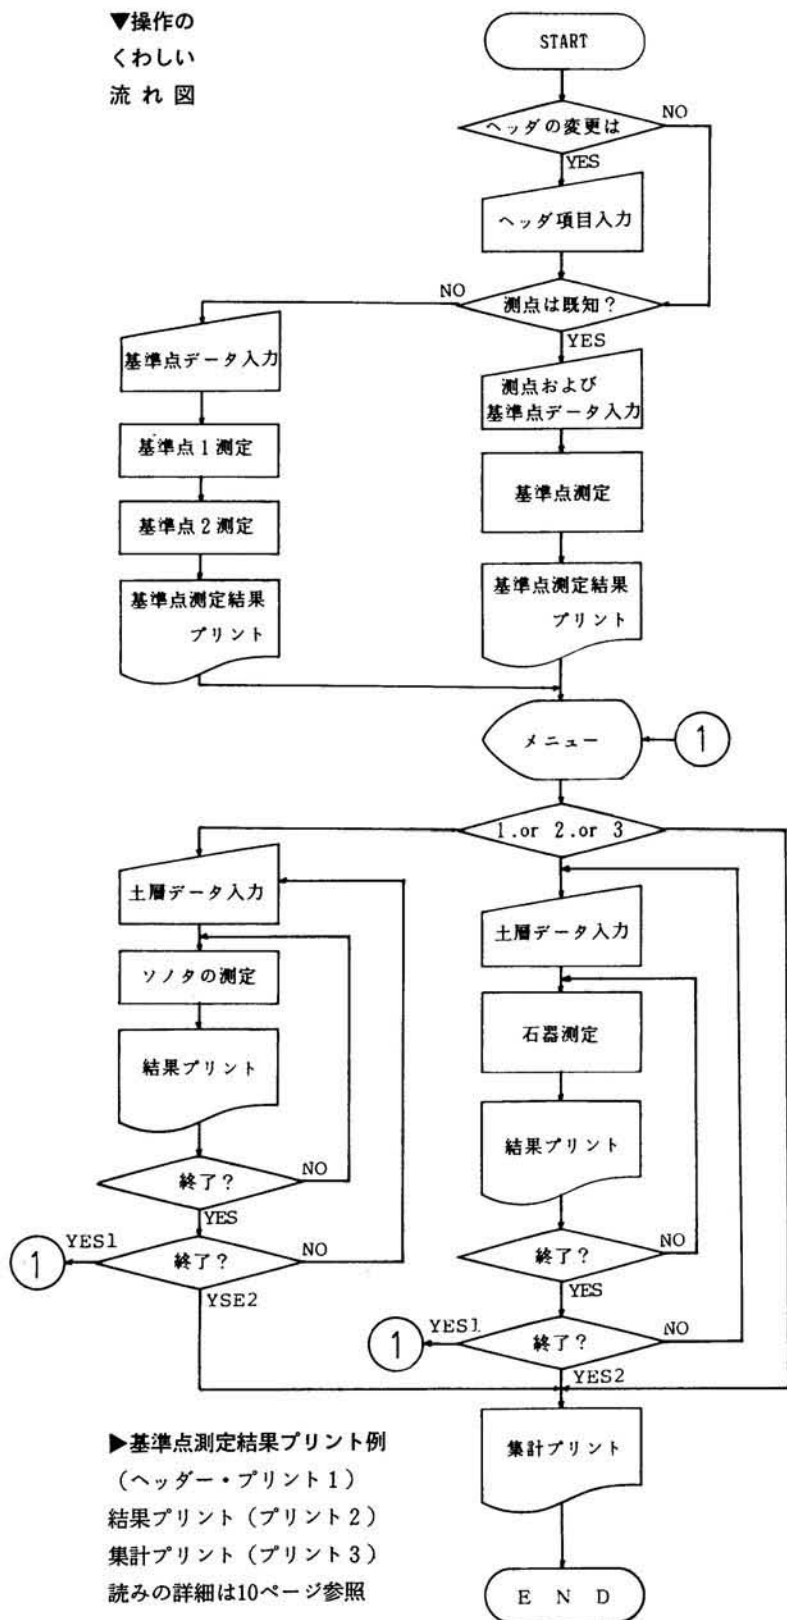 ▼操作の
くわしい
流れ図
START
ヘッダの変更は
NO
YES
ヘッダ項目入力
測点は既知?
NO
YES
基準点データ入力
基準点1測定
基準点2測定
基準点測定結果
プリント
測点および
基準点データ入力
基準点測定
基準点測定結果
プリント
メニュー
1
1.or 2.or 3
土層データ入力
ソノタの測定
結果プリント
終了?
NO
YES
終了?
YES1
NO
1
YSE2
土層データ入力
石器測定
結果プリント
終了?
NO
YES
終了?
YES1
NO
1
YES2
集計プリント
E N D
▶基準点測定結果プリント例
(ヘッダー・プリント1)
結果プリント(プリント2)
集計プリント(プリント3)
読みの詳細は10ページ参照